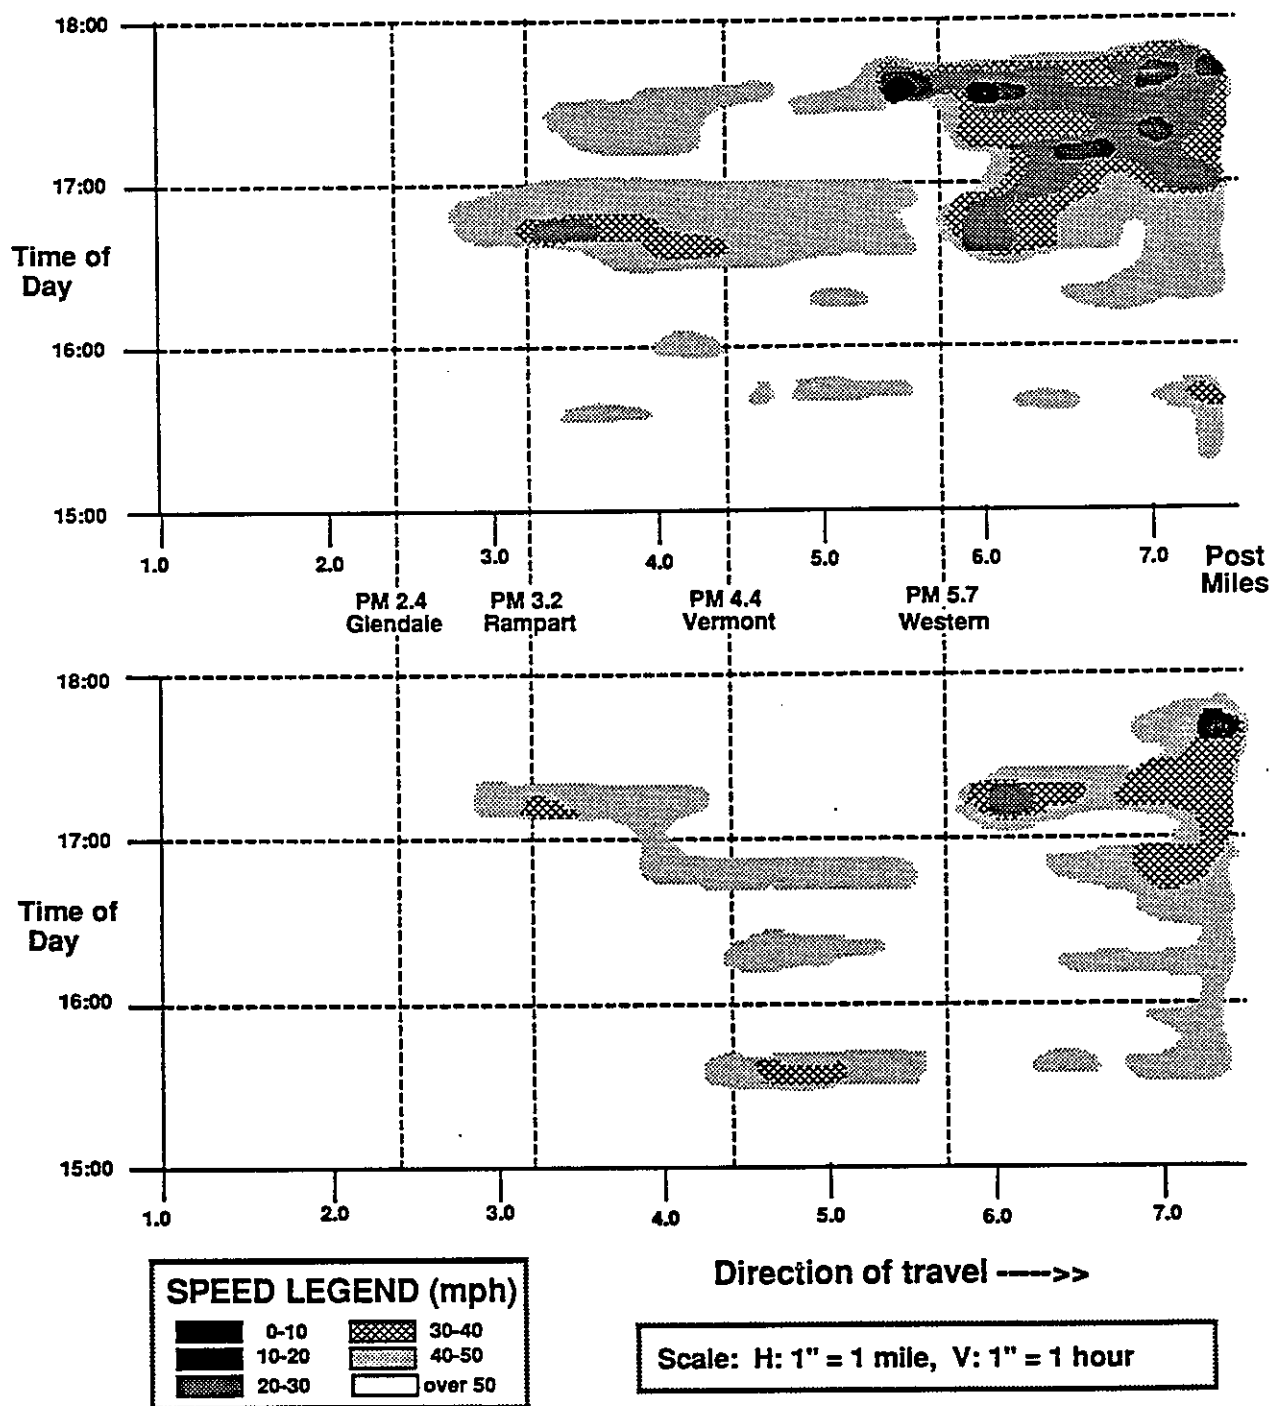 18:00
17:00
Time of
Day
16:00
15:00
1.0 2.0 3.0 4.0 5.0 6.0 7.0 Post
Miles
PM 2.4 PM 3.2 PM 4.4 PM 5.7
Glendale Rampart Vermont Western
18:00
17:00
Time of
Day
16:00
15:00
1.0 2.0 3.0 4.0 5.0 6.0 7.0
Direction of travel ---->>
SPEED LEGEND (mph)
0-10 30-40
10-20 40-50
20-30 over 50
Scale: H: 1" = 1 mile, V: 1" = 1 hour